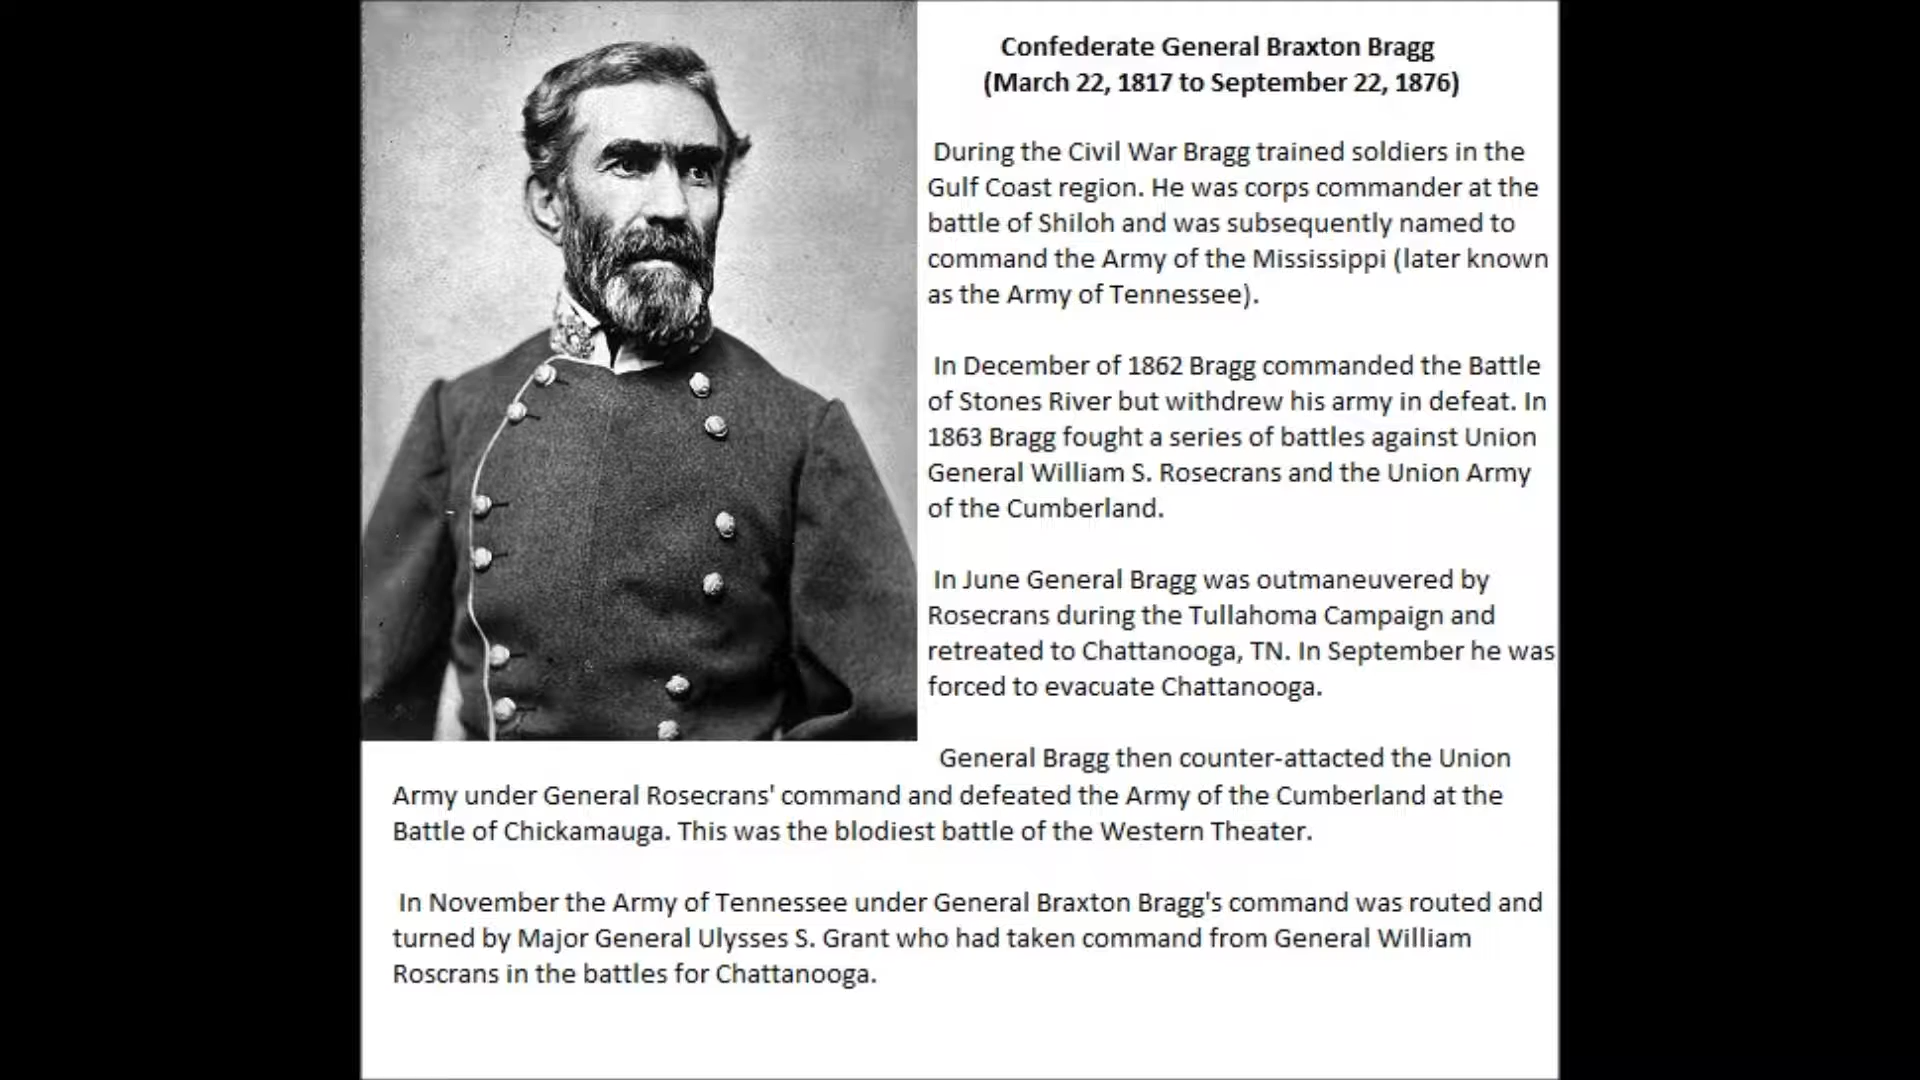 Confederate General Braxton Bragg
(March 22, 1817 to September 22, 1876)
During the Civil War Bragg trained soldiers in the
Gulf Coast region. He was corps commander at the
battle of Shiloh and was subsequently named to
command the Army of the Mississippi (later known
as the Army of Tennessee).
In December of 1862 Bragg commanded the Battle
of Stones River but withdrew his army in defeat. In
1863 Bragg fought a series of battles against Union
General William S. Rosecrans and the Union Army
of the Cumberland.
In June General Bragg was outmaneuvered by
Rosecrans during the Tullahoma Campaign and
retreated to Chattanooga, TN. In September he was
forced to evacuate Chattanooga.
General Bragg then counter-attacted the Union
Army under General Rosecrans' command and defeated the Army of the Cumberland at the
Battle of Chickamauga. This was the blodiest battle of the Western Theater.
In November the Army of Tennessee under General Braxton Bragg's command was routed and
turned by Major General Ulysses S. Grant who had taken command from General William
Roscrans in the battles for Chattanooga.